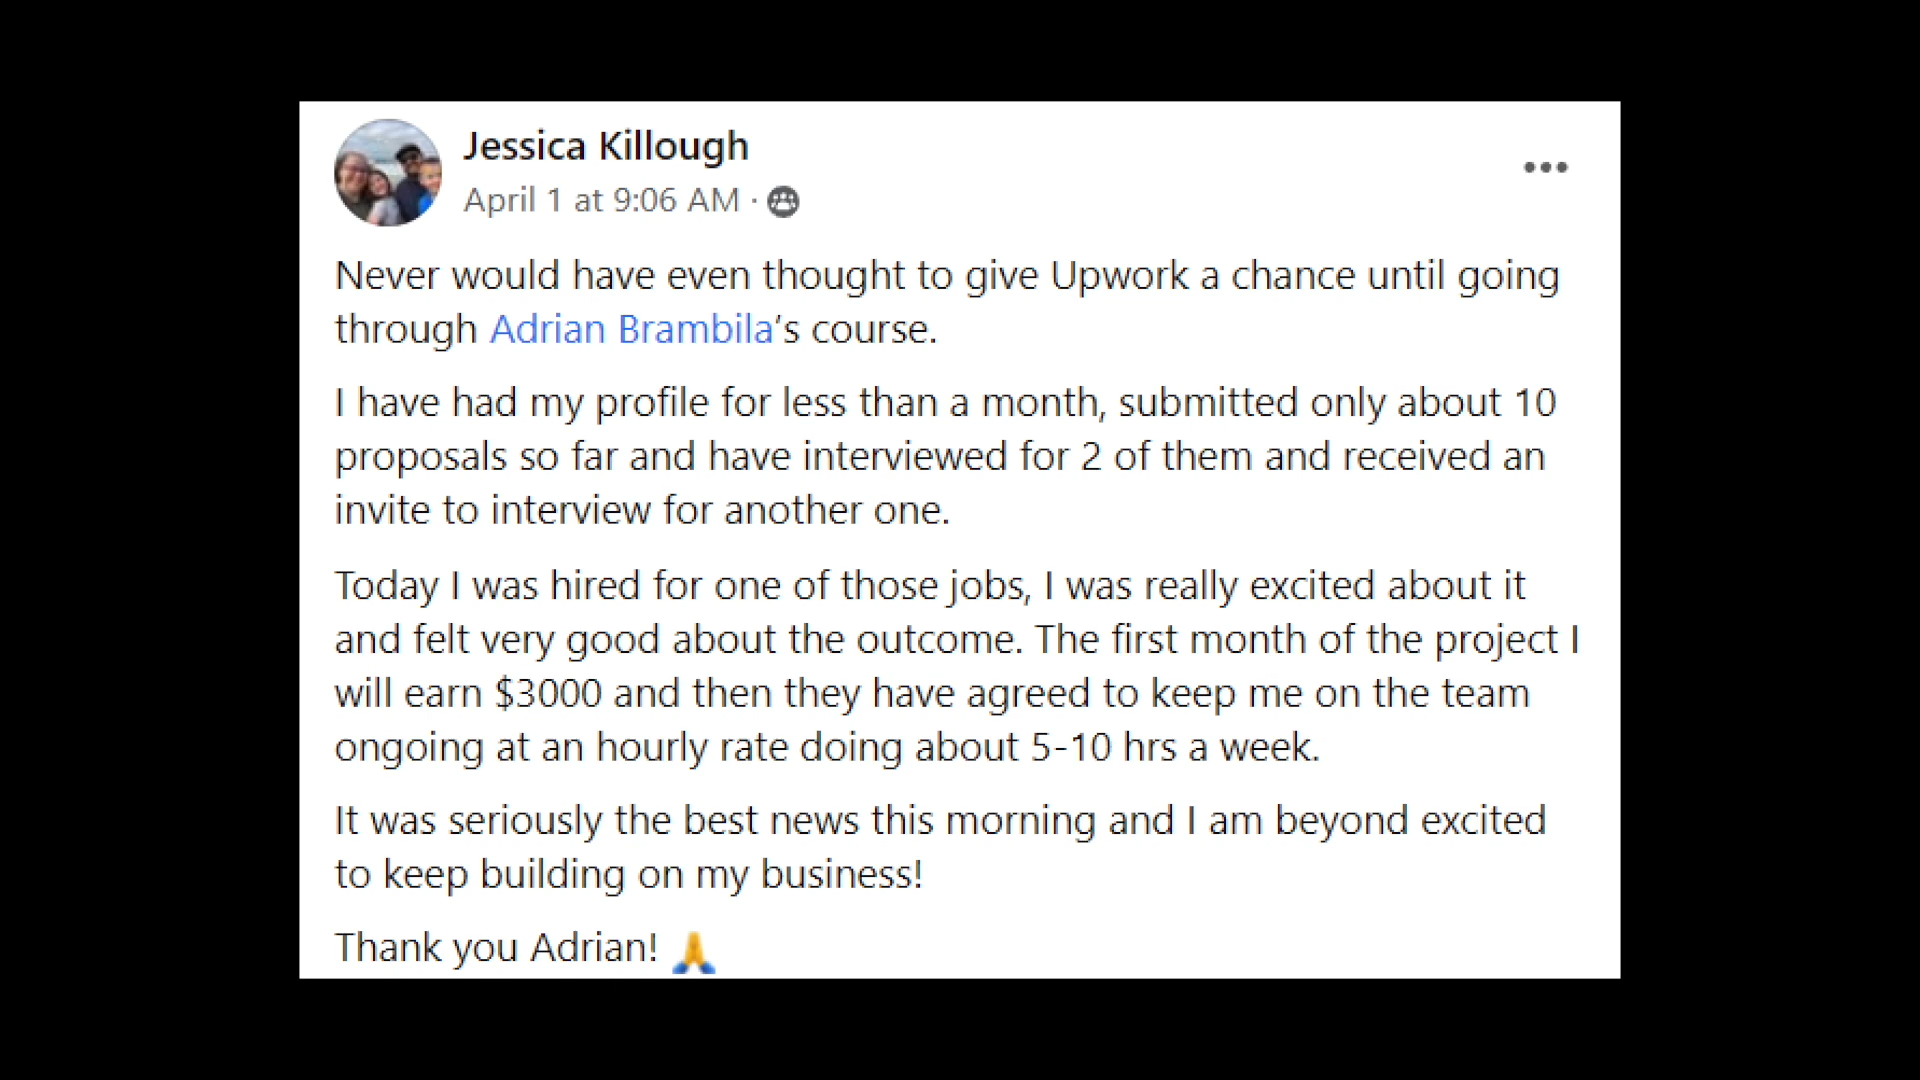 Jessica Killough
April 1 at 9:06 AM ·
Never would have even thought to give Upwork a chance until going
through Adrian Brambila's course.
I have had my profile for less than a month, submitted only about 10
proposals so far and have interviewed for 2 of them and received an
invite to interview for another one.
Today I was hired for one of those jobs, I was really excited about it
and felt very good about the outcome. The first month of the project I
will earn $3000 and then they have agreed to keep me on the team
ongoing at an hourly rate doing about 5-10 hrs a week.
It was seriously the best news this morning and I am beyond excited
to keep building on my business!
Thank you Adrian! 🙏